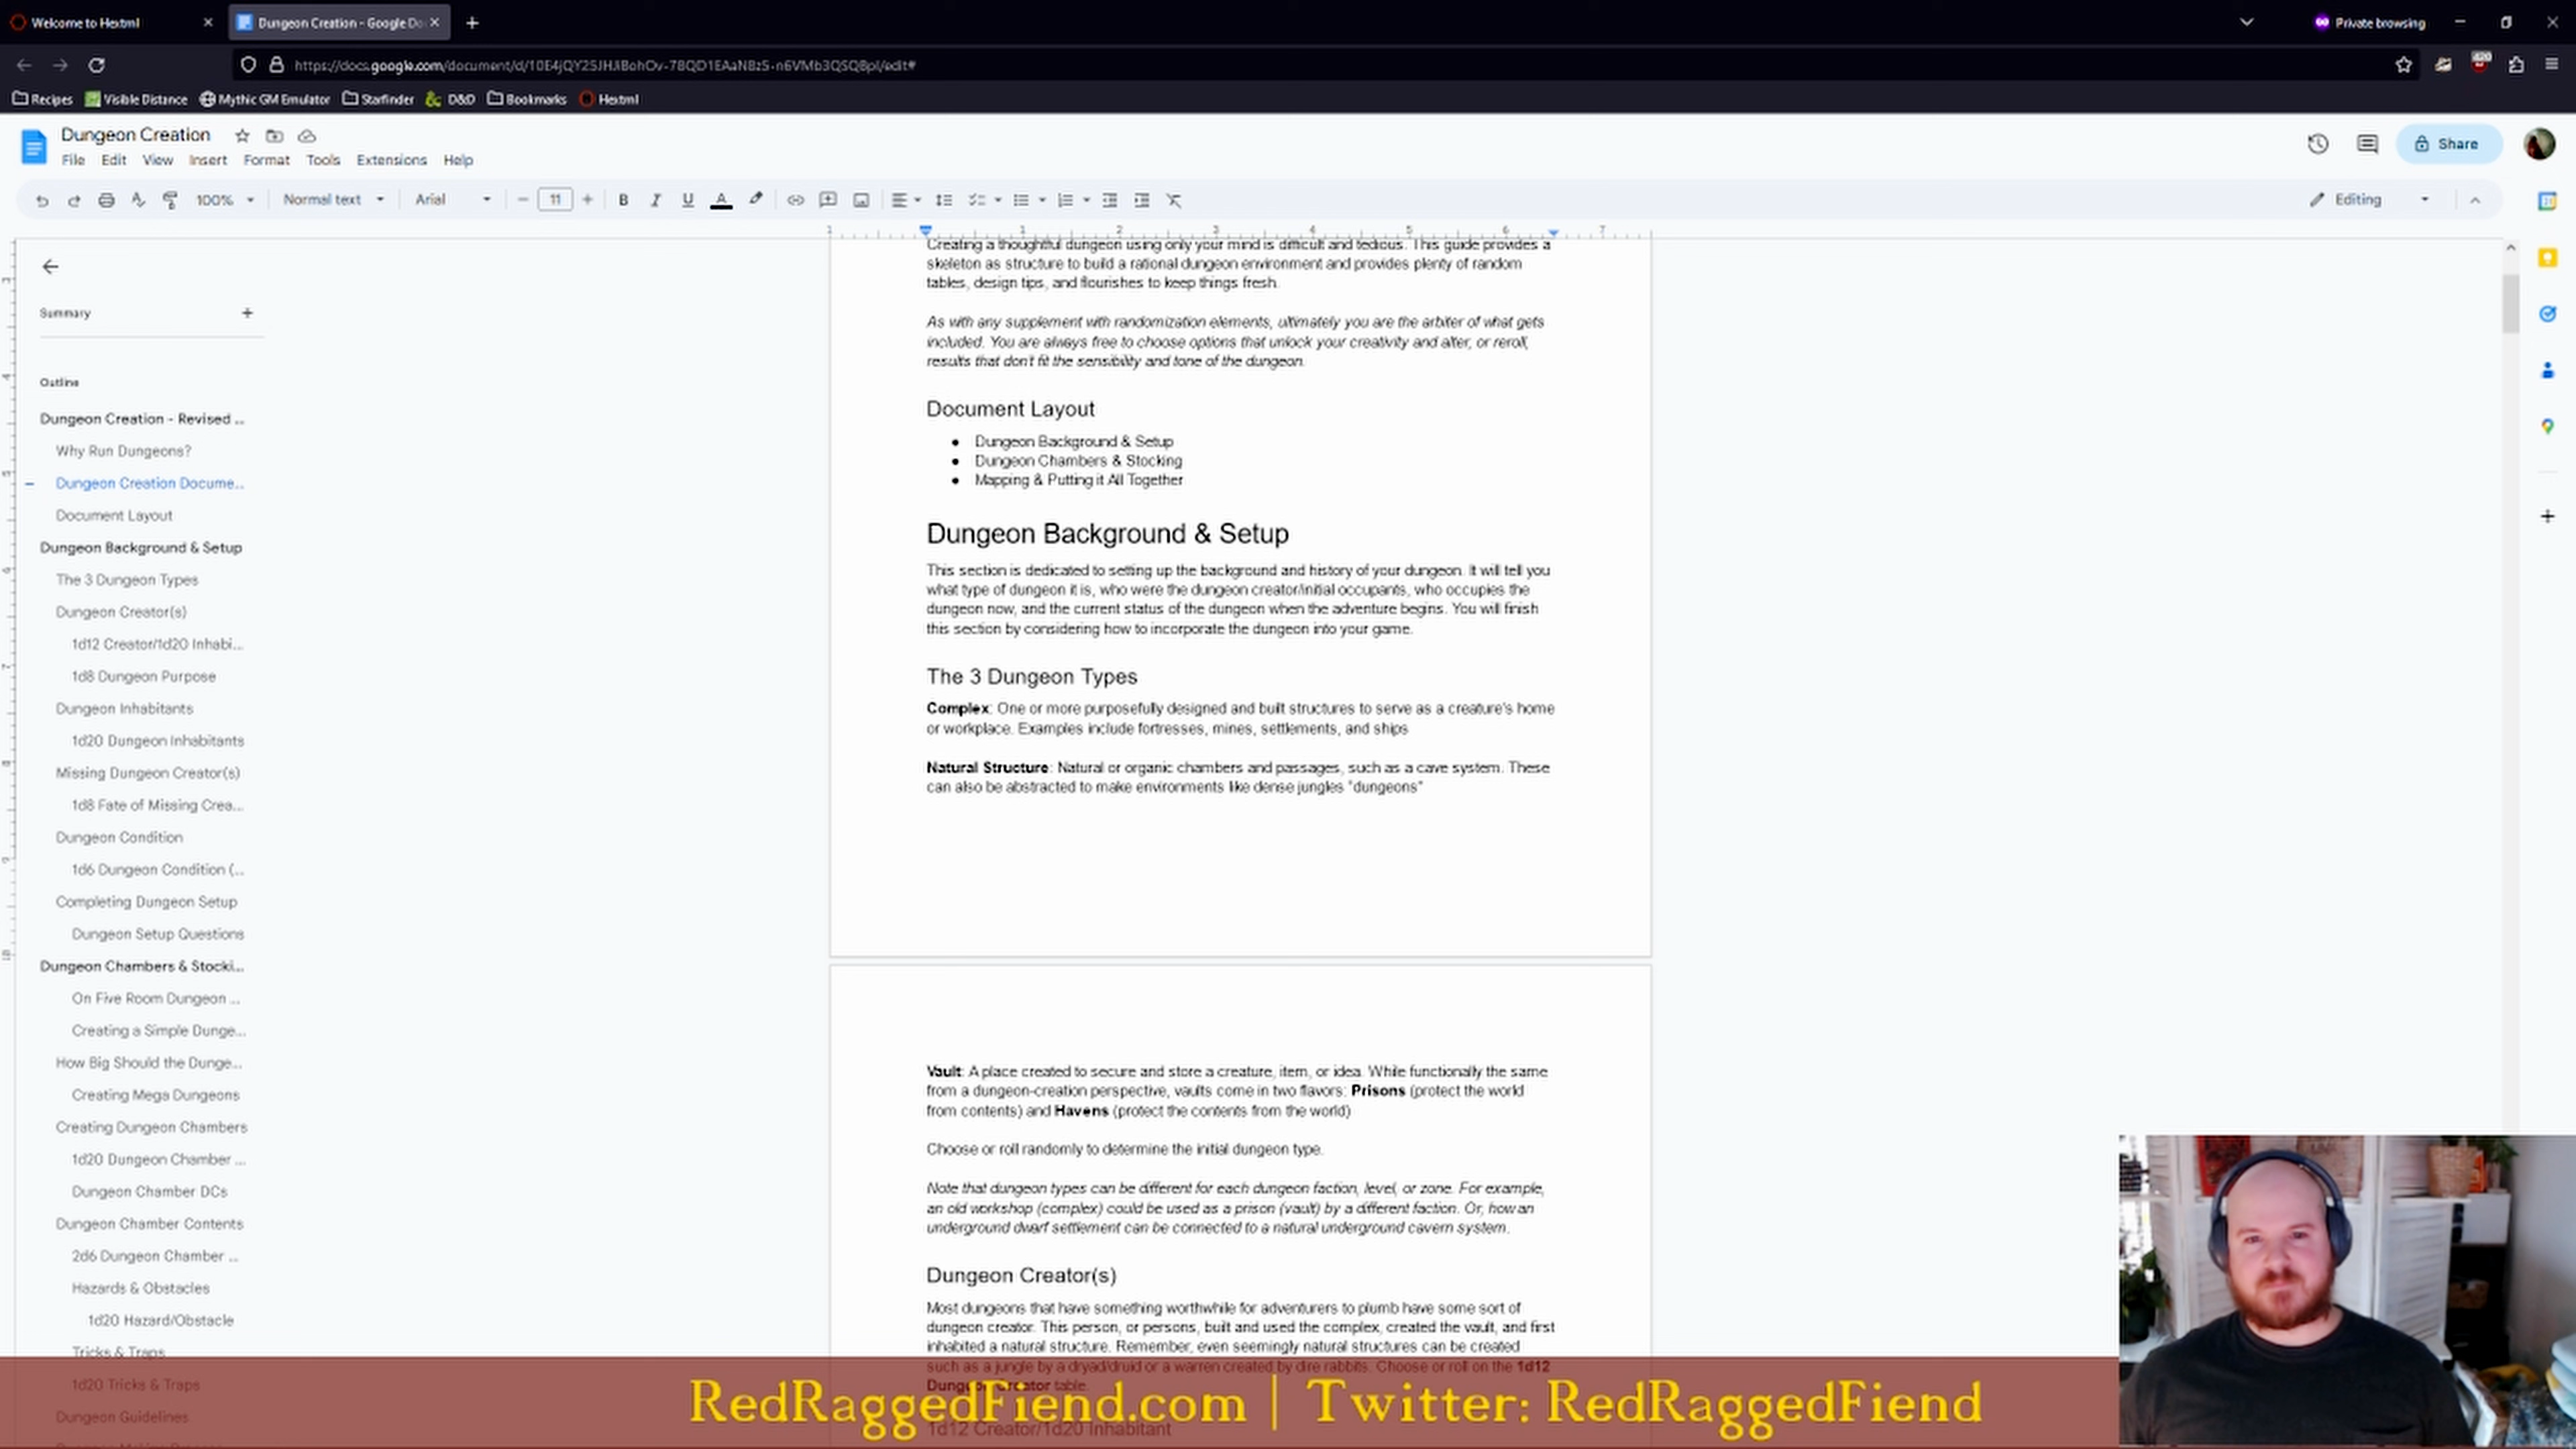 Welcome to Hextml
Dungeon Creation - Google Do
Private browsing
https://docs.google.com/document/d/
Recipes
Visible Distance
Mythic GM Emulator
Starfinder
D&D
Bookmarks
Hextml
Dungeon Creation
File Edit View Insert Format Tools Extensions Help
Share
100%
Normal text
Arial
11
Editing
Summary
Outline
Dungeon Creation - Revised ...
Why Run Dungeons?
Dungeon Creation Docume...
Document Layout
Dungeon Background & Setup
The 3 Dungeon Types
Dungeon Creator(s)
1d12 Creator/1d20 Inhabi...
1d8 Dungeon Purpose
Dungeon Inhabitants
1d20 Dungeon Inhabitants
Missing Dungeon Creator(s)
1d8 Fate of Missing Crea...
Dungeon Condition
1d6 Dungeon Condition (...
Completing Dungeon Setup
Dungeon Setup Questions
Dungeon Chambers & Stocki...
On Five Room Dungeon ...
Creating a Simple Dunge...
How Big Should the Dunge...
Creating Mega Dungeons
Creating Dungeon Chambers
1d20 Dungeon Chamber ...
Dungeon Chamber DCs
Dungeon Chamber Contents
2d6 Dungeon Chamber ...
Hazards & Obstacles
1d20 Hazard/Obstacle
Tricks & Traps
1d20 Tricks & Traps
Dungeon Guidelines
Creating a thoughtful dungeon using only your mind is difficult and tedious. This guide provides a
skeleton as structure to build a rational dungeon environment and provides plenty of random
tables, design tips, and flourishes to keep things fresh.
As with any supplement with randomization elements, ultimately you are the arbiter of what gets
included. You are always free to choose options that unlock your creativity and alter, or reroll,
results that don't fit the sensibility and tone of the dungeon.
Document Layout
● Dungeon Background & Setup
● Dungeon Chambers & Stocking
● Mapping & Putting it All Together
Dungeon Background & Setup
This section is dedicated to setting up the background and history of your dungeon. It will tell you
what type of dungeon it is, who were the dungeon creator/initial occupants, who occupies the
dungeon now, and the current status of the dungeon when the adventure begins. You will finish
this section by considering how to incorporate the dungeon into your game.
The 3 Dungeon Types
Complex: One or more purposefully designed and built structures to serve as a creature's home
or workplace. Examples include fortresses, mines, settlements, and ships
Natural Structure: Natural or organic chambers and passages, such as a cave system. These
can also be abstracted to make environments like dense jungles "dungeons"
Vault: A place created to secure and store a creature, item, or idea. While functionally the same
from a dungeon-creation perspective, vaults come in two flavors: Prisons (protect the world
from contents) and Havens (protect the contents from the world)
Choose or roll randomly to determine the initial dungeon type.
Note that dungeon types can be different for each dungeon faction, level, or zone. For example,
an old workshop (complex) could be used as a prison (vault) by a different faction. Or, how an
underground dwarf settlement can be connected to a natural underground cavern system.
Dungeon Creator(s)
Most dungeons that have something worthwhile for adventurers to plumb have some sort of
dungeon creator. This person, or persons, built and used the complex, created the vault, and first
inhabited a natural structure. Remember, even seemingly natural structures can be created
such as a jungle by a dryad/druid or a warren created by dire rabbits. Choose or roll on the 1d12
Dungeon Creator table.
1d12 Creator/1d20 Inhabitant
RedRaggedFiend.com | Twitter: RedRaggedFiend